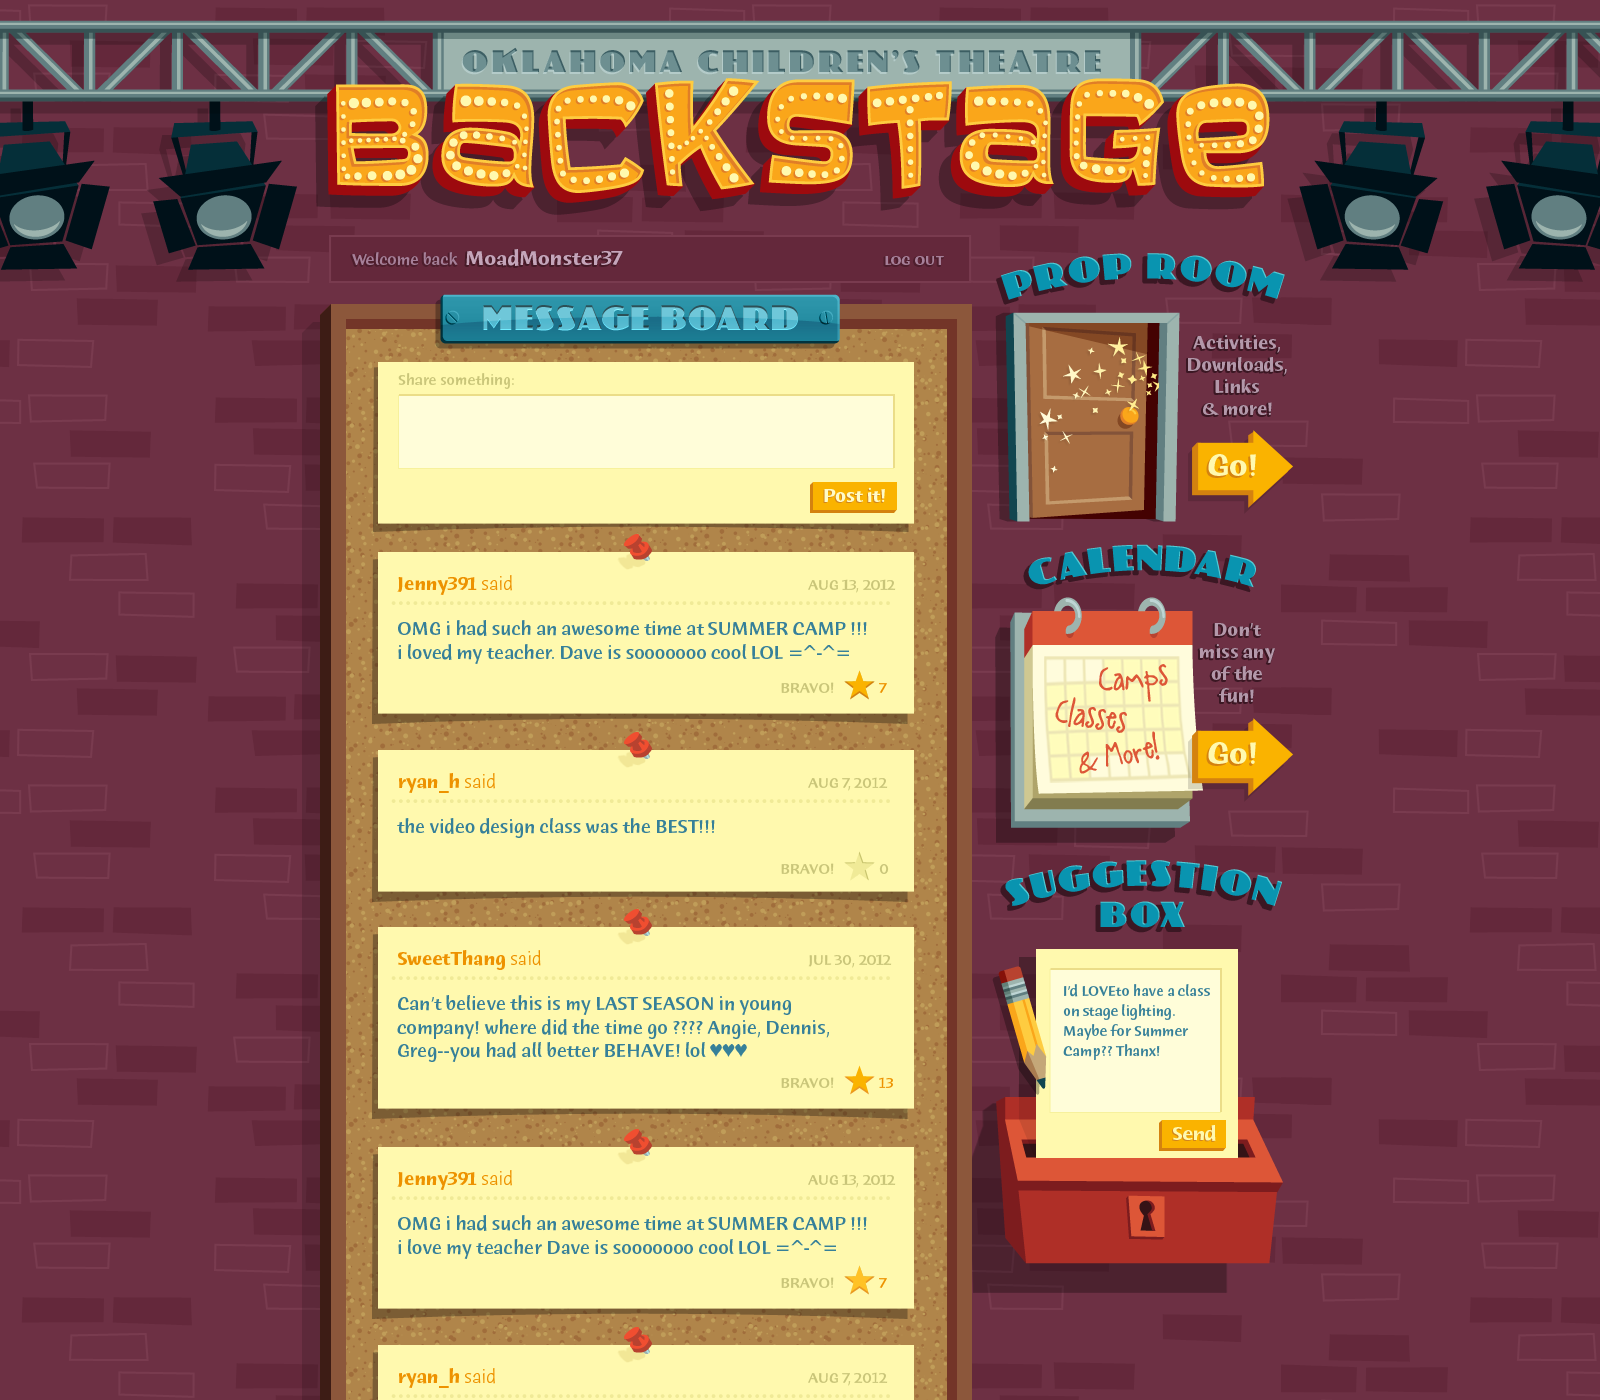 OKLAHOMA CHILDREN'S THEATRE
BACKSTAGE
Welcome back MoadMonster37
LOG OUT
MESSAGE BOARD
Share something:
Post it!
Jenny391 said
AUG 13, 2012
OMG i had such an awesome time at SUMMER CAMP !!!
i loved my teacher. Dave is sooooooo cool LOL =^-^=
BRAVO! 7
ryan_h said
AUG 7, 2012
the video design class was the BEST!!!
BRAVO! 0
SweetThang said
JUL 30, 2012
Can't believe this is my LAST SEASON in young
company! where did the time go ???? Angie, Dennis,
Greg--you had all better BEHAVE! lol ♥♥♥
BRAVO! 13
Jenny391 said
AUG 13, 2012
OMG i had such an awesome time at SUMMER CAMP !!!
i love my teacher Dave is sooooooo cool LOL =^-^=
BRAVO! 7
ryan_h said
AUG 7, 2012
PROP ROOM
Activities,
Downloads,
Links
& more!
Go!
CALENDAR
Camps
Classes
& More!
Don't
miss any
of the
fun!
Go!
SUGGESTION
BOX
I'd LOVEto have a class
on stage lighting.
Maybe for Summer
Camp?? Thanx!
Send